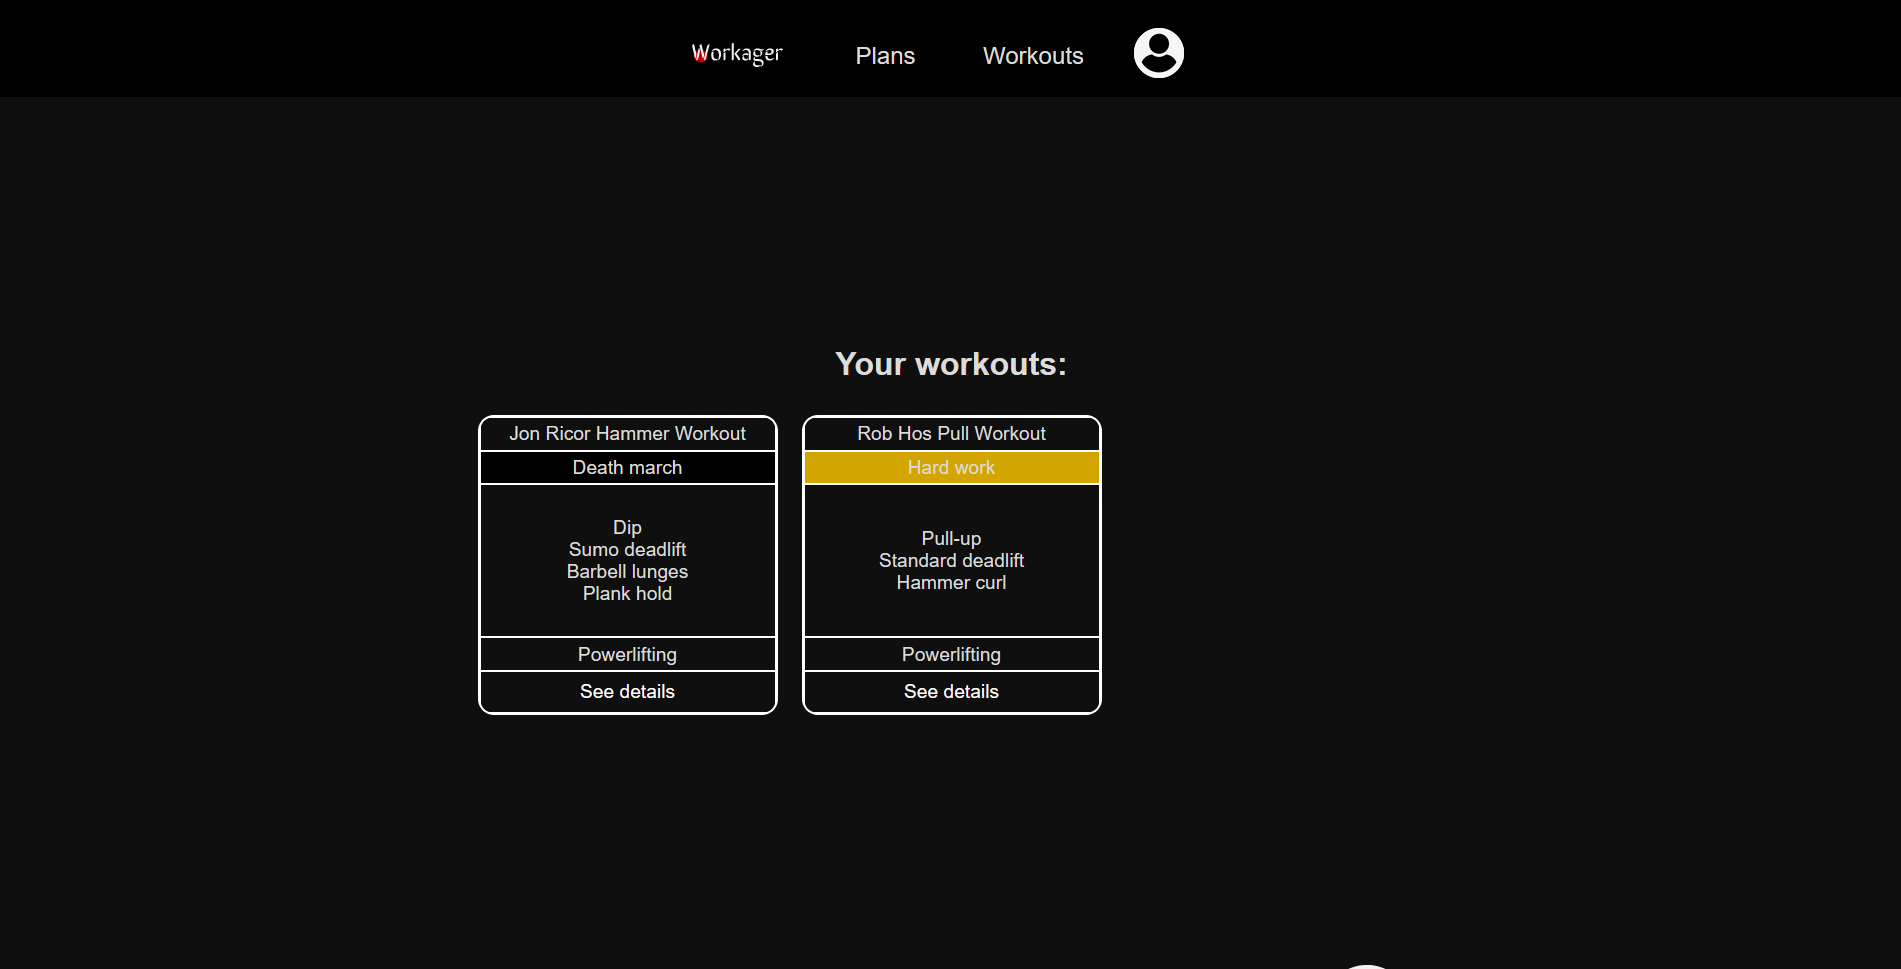 Workager Plans Workouts
Your workouts:
Jon Ricor Hammer Workout
Death march
Dip
Sumo deadlift
Barbell lunges
Plank hold
Powerlifting
See details
Rob Hos Pull Workout
Hard work
Pull-up
Standard deadlift
Hammer curl
Powerlifting
See details